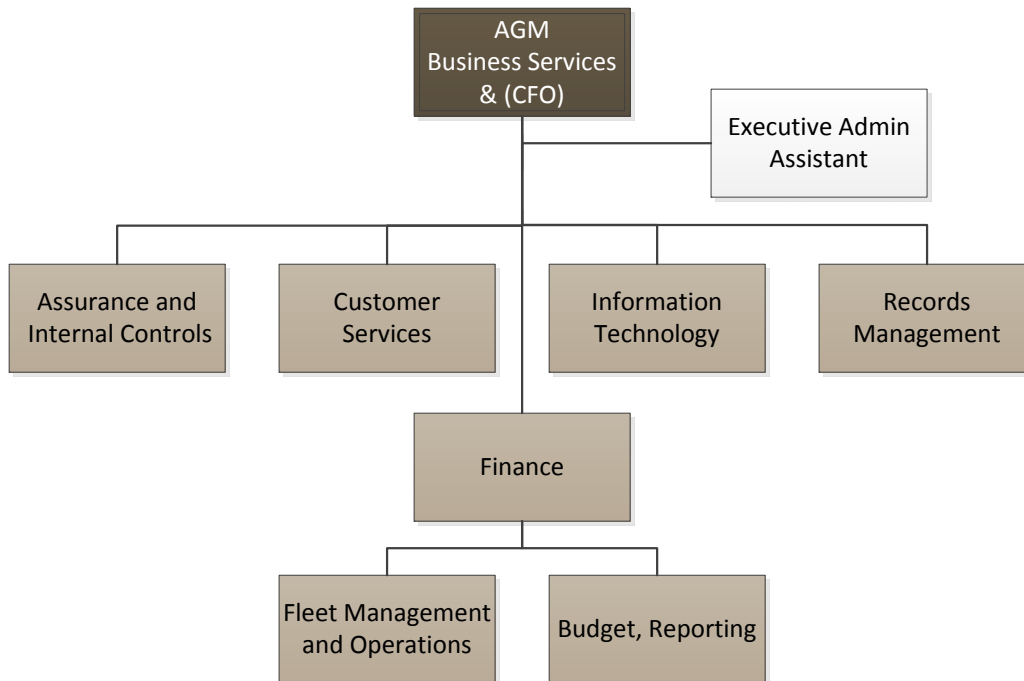 AGM
Business Services
& (CFO)
Executive Admin
Assistant
Assurance and
Internal Controls
Customer
Services
Information
Technology
Records
Management
Finance
Fleet Management
and Operations
Budget, Reporting